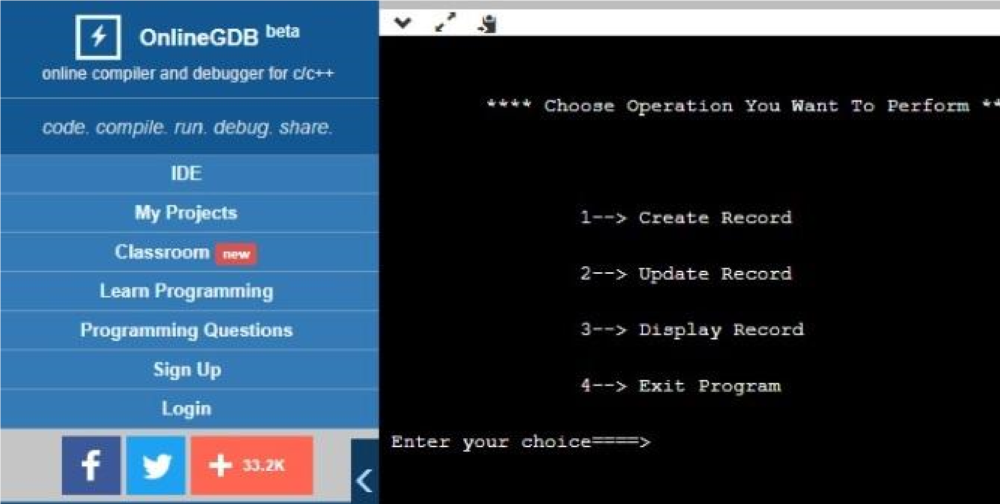 OnlineGDB beta
online compiler and debugger for c/c++
code. compile. run. debug. share.
IDE
My Projects
Classroom new
Learn Programming
Programming Questions
Sign Up
Login
f + 33.2K
**** Choose Operation You Want To Perform **
1--> Create Record
2--> Update Record
3--> Display Record
4--> Exit Program
Enter your choice====>